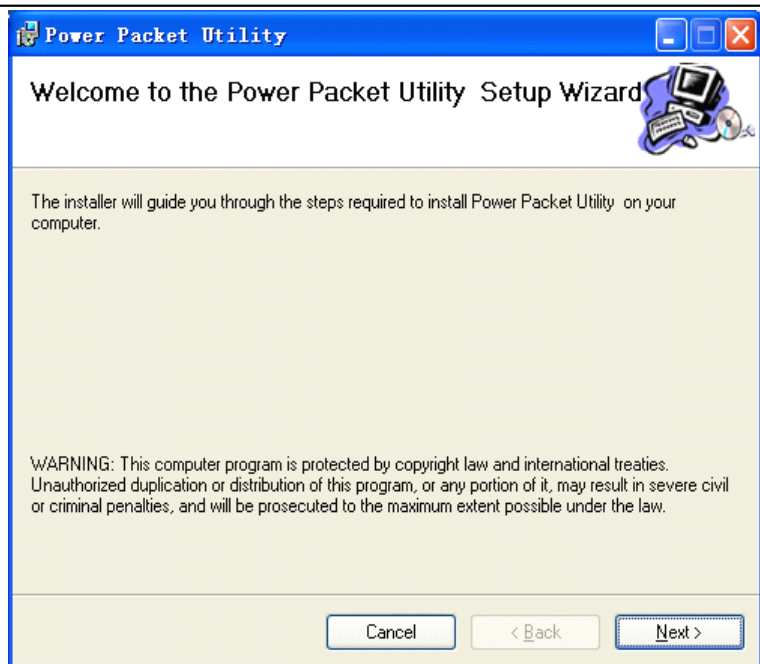 Power Packet Utility
Welcome to the Power Packet Utility  Setup Wizard
The installer will guide you through the steps required to install Power Packet Utility  on your
computer.
WARNING: This computer program is protected by copyright law and international treaties.
Unauthorized duplication or distribution of this program, or any portion of it, may result in severe civil
or criminal penalties, and will be prosecuted to the maximum extent possible under the law.
Cancel < Back Next >